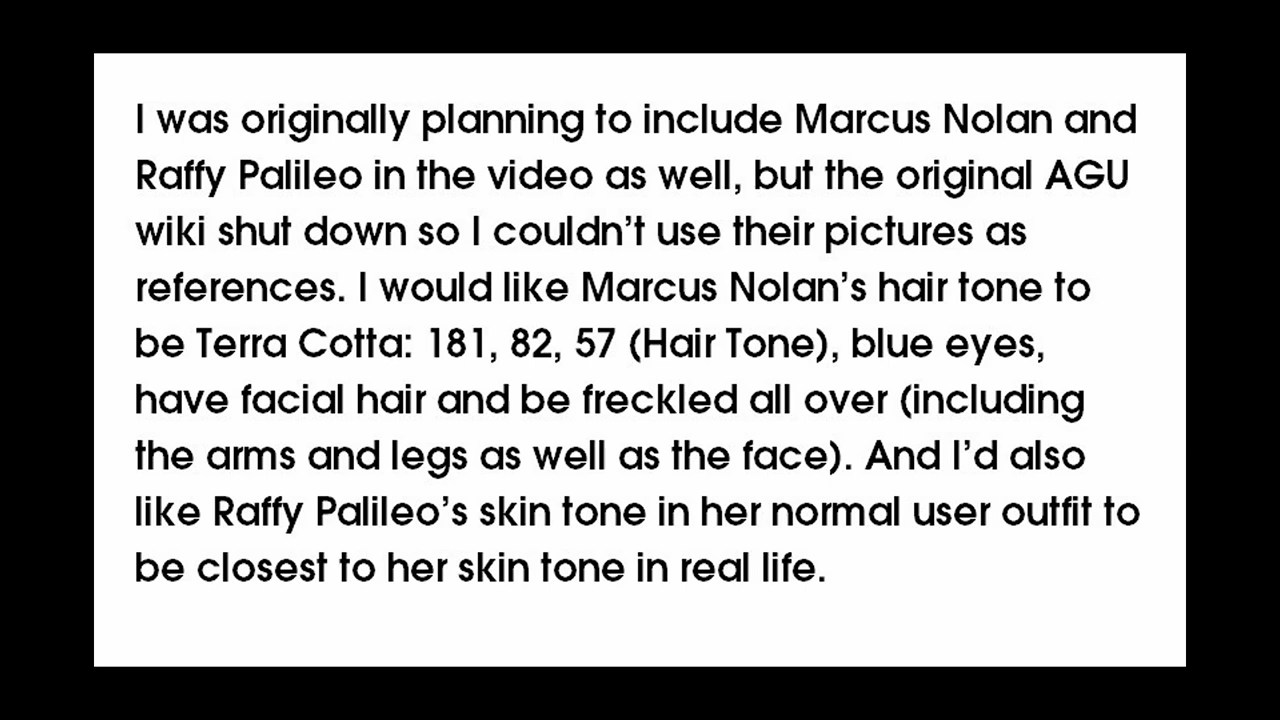 I was originally planning to include Marcus Nolan and
Raffy Palileo in the video as well, but the original AGU
wiki shut down so I couldn’t use their pictures as
references. I would like Marcus Nolan’s hair tone to
be Terra Cotta: 181, 82, 57 (Hair Tone), blue eyes,
have facial hair and be freckled all over (including
the arms and legs as well as the face). And I’d also
like Raffy Palileo’s skin tone in her normal user outfit to
be closest to her skin tone in real life.